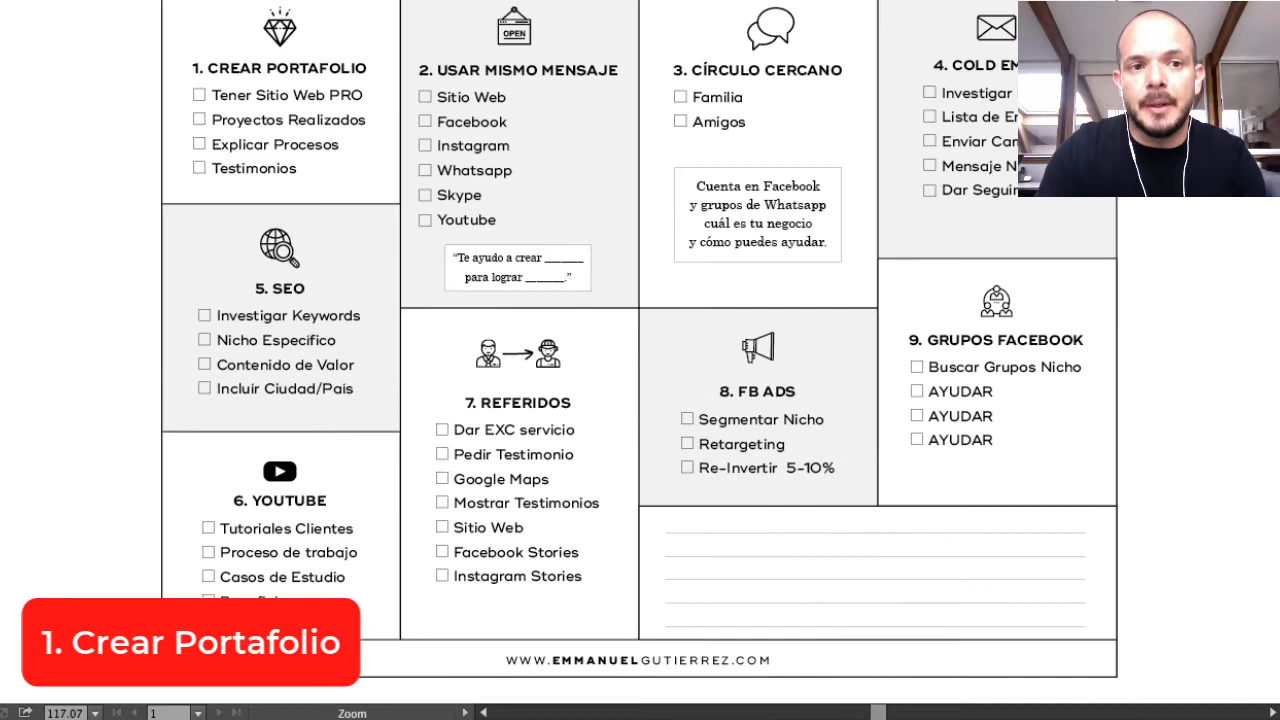 1. CREAR PORTAFOLIO
Tener Sitio Web PRO
Proyectos Realizados
Explicar Procesos
Testimonios
OPEN
2. USAR MISMO MENSAJE
Sitio Web
Facebook
Instagram
Whatsapp
Skype
Youtube
“Te ayudo a crear ______
para lograr ______.”
3. CÍRCULO CERCANO
Familia
Amigos
Cuenta en Facebook
y grupos de Whatsapp
cuál es tu negocio
y cómo puedes ayudar.
4. COLD
Investigar
Lista de
Enviar
Mensaje
Dar
5. SEO
Investigar Keywords
Nicho Específico
Contenido de Valor
Incluír Ciudad/País
6. YOUTUBE
Tutoriales Clientes
Proceso de trabajo
Casos de Estudio
7. REFERIDOS
Dar EXC servicio
Pedir Testimonio
Google Maps
Mostrar Testimonios
Sitio Web
Facebook Stories
Instagram Stories
8. FB ADS
Segmentar Nicho
Retargeting
Re-Invertir 5-10%
9. GRUPOS FACEBOOK
Buscar Grupos Nicho
AYUDAR
AYUDAR
AYUDAR
1. Crear Portafolio
WWW.EMMANUELGUTIERREZ.COM
117.07
1
Zoom